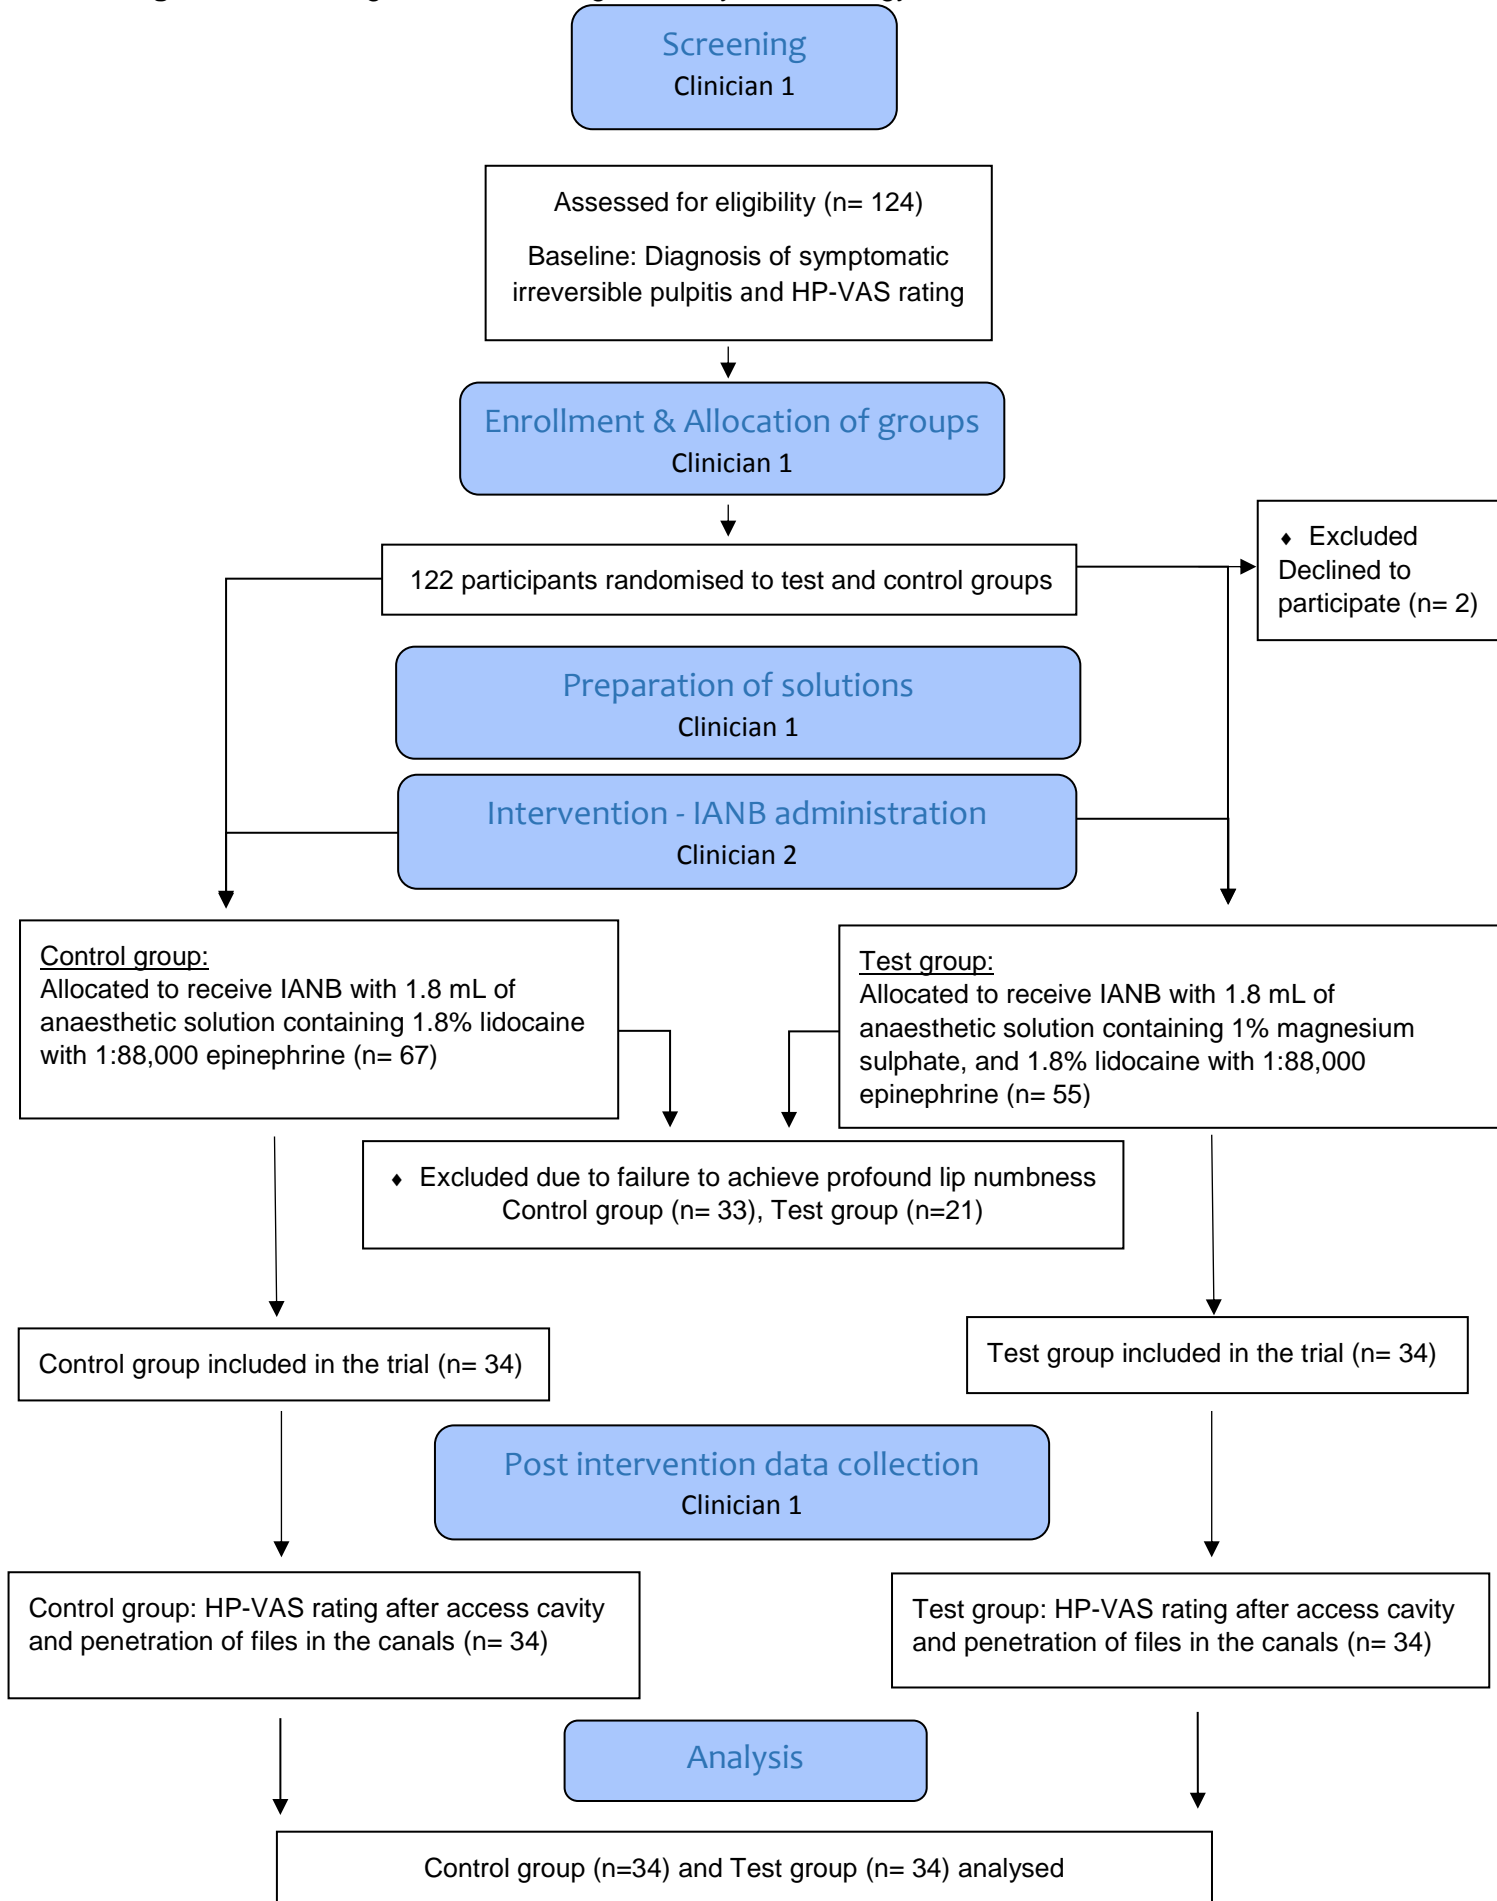 Screening
Clinician 1
Assessed for eligibility (n= 124)
Baseline: Diagnosis of symptomatic
irreversible pulpitis and HP-VAS rating
Enrollment & Allocation of groups
Clinician 1
♦ Excluded
Declined to
participate (n= 2)
122 participants randomised to test and control groups
Preparation of solutions
Clinician 1
Intervention - IANB administration
Clinician 2
Control group:
Allocated to receive IANB with 1.8 mL of
anaesthetic solution containing 1.8% lidocaine
with 1:88,000 epinephrine (n= 67)
Test group:
Allocated to receive IANB with 1.8 mL of
anaesthetic solution containing 1% magnesium
sulphate, and 1.8% lidocaine with 1:88,000
epinephrine (n= 55)
♦ Excluded due to failure to achieve profound lip numbness
Control group (n= 33), Test group (n=21)
Control group included in the trial (n= 34)
Test group included in the trial (n= 34)
Post intervention data collection
Clinician 1
Control group: HP-VAS rating after access cavity
and penetration of files in the canals (n= 34)
Test group: HP-VAS rating after access cavity
and penetration of files in the canals (n= 34)
Analysis
Control group (n=34) and Test group (n= 34) analysed